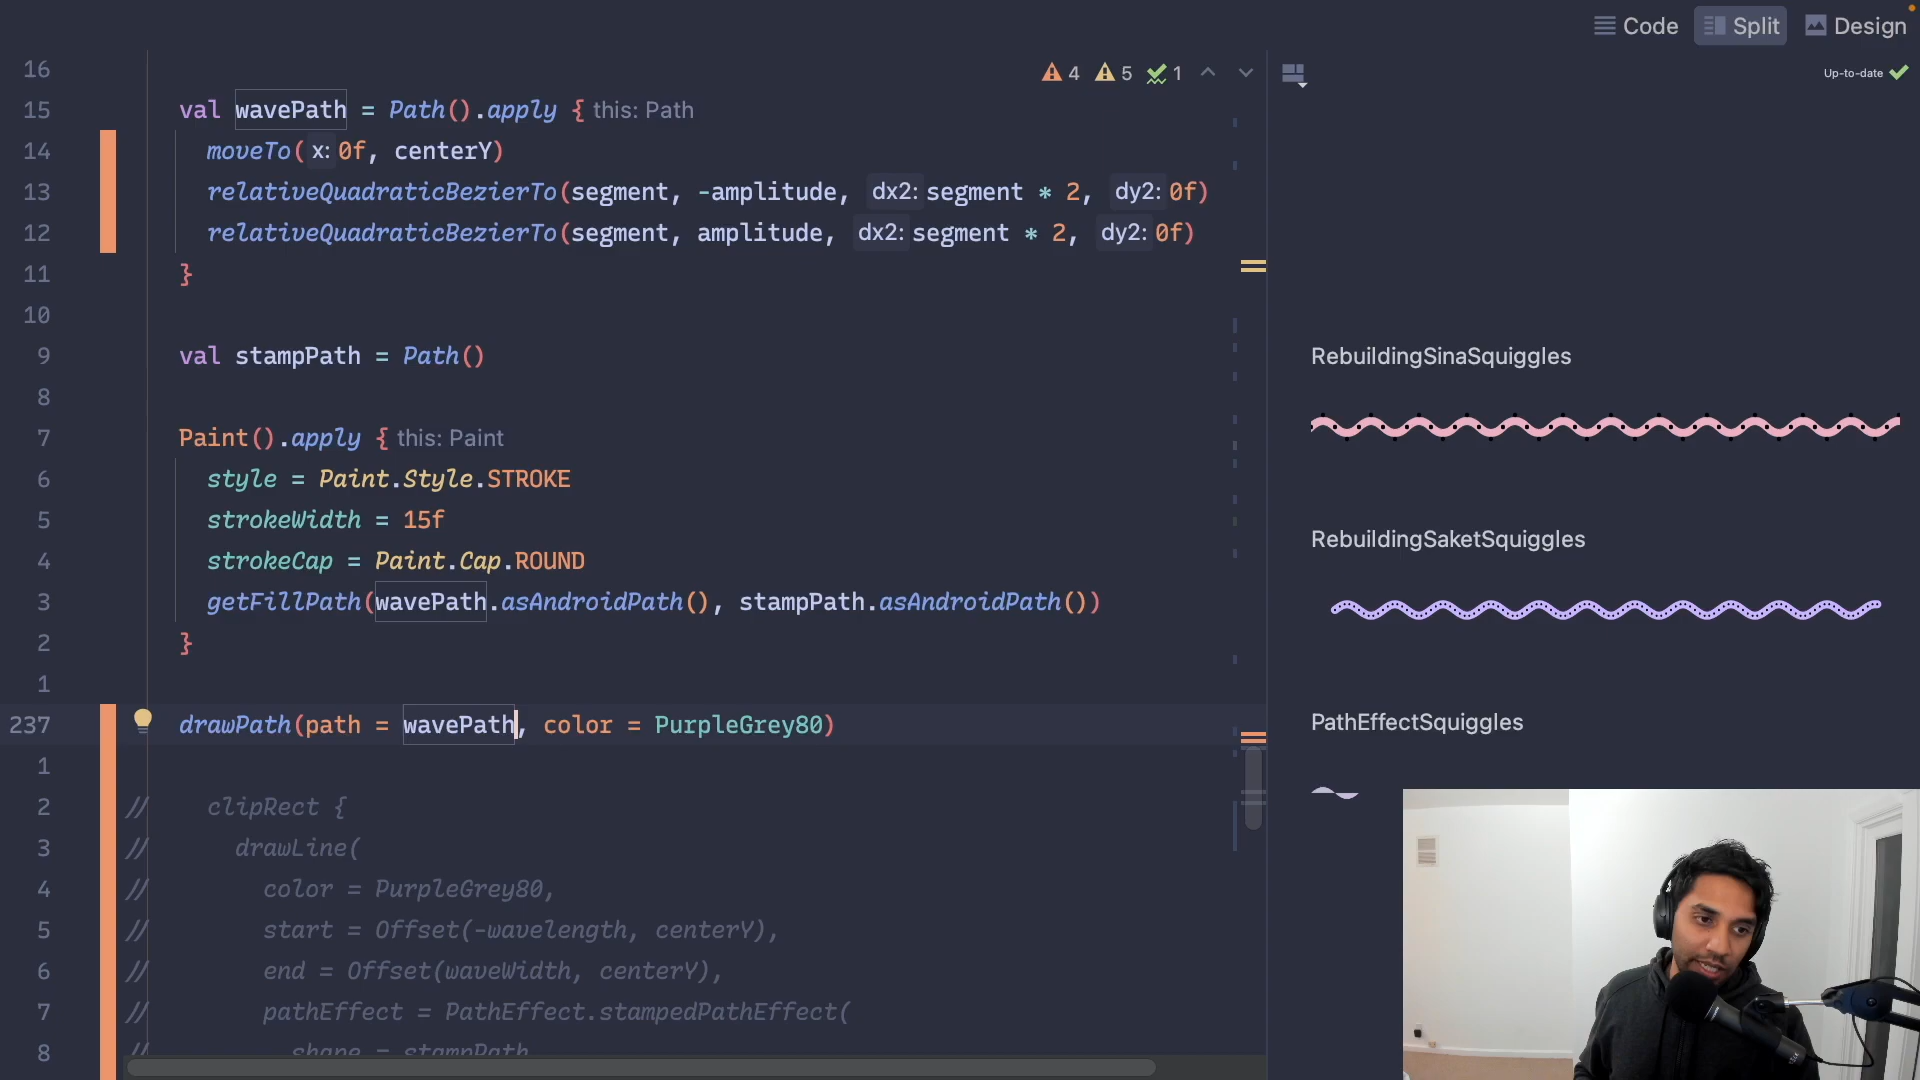 Code Split Design
16
4 5 1
Up-to-date
15 val wavePath = Path().apply { this: Path
14 moveTo( x: 0f, centerY)
13 relativeQuadraticBezierTo(segment, -amplitude, dx2: segment * 2, dy2: 0f)
12 relativeQuadraticBezierTo(segment, amplitude, dx2: segment * 2, dy2: 0f)
11 }
10
9 val stampPath = Path()
8
7 Paint().apply { this: Paint
6 style = Paint.Style.STROKE
5 strokeWidth = 15f
4 strokeCap = Paint.Cap.ROUND
3 getFillPath(wavePath.asAndroidPath(), stampPath.asAndroidPath())
2 }
1
237 drawPath(path = wavePath, color = PurpleGrey80)
1
2 // clipRect {
3 // drawLine(
4 // color = PurpleGrey80,
5 // start = Offset(-wavelength, centerY),
6 // end = Offset(waveWidth, centerY),
7 // pathEffect = PathEffect.stampedPathEffect(
8 // shape = stampPath
RebuildingSinaSquiggles
RebuildingSaketSquiggles
PathEffectSquiggles